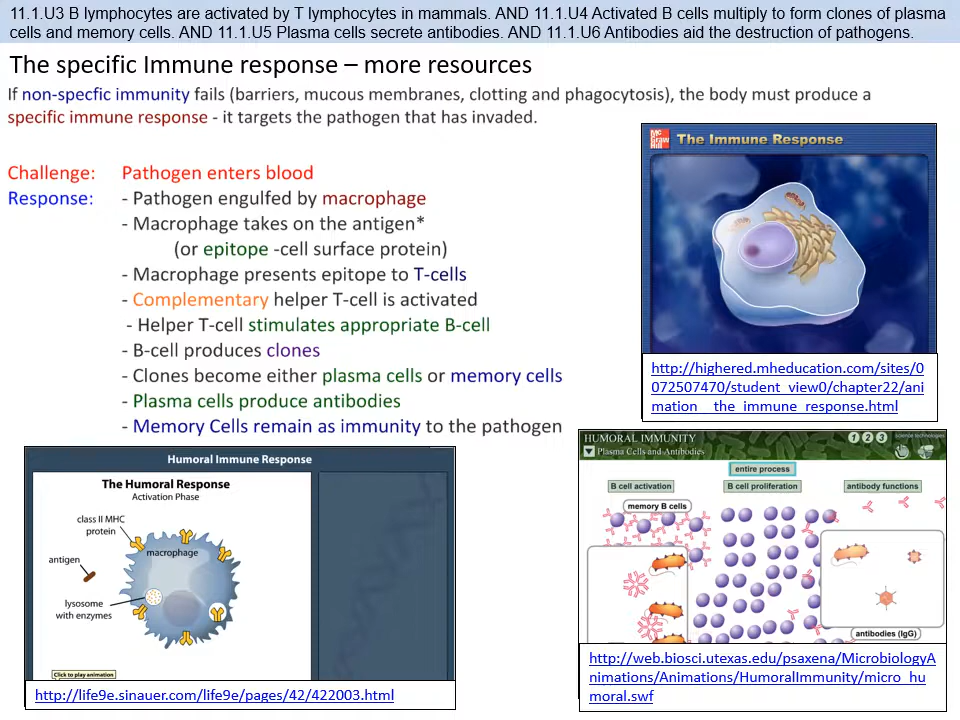 11.1.U3 B lymphocytes are activated by T lymphocytes in mammals. AND 11.1.U4 Activated B cells multiply to form clones of plasma
cells and memory cells. AND 11.1.U5 Plasma cells secrete antibodies. AND 11.1.U6 Antibodies aid the destruction of pathogens.
The specific Immune response – more resources
If non-specfic immunity fails (barriers, mucous membranes, clotting and phagocytosis), the body must produce a
specific immune response - it targets the pathogen that has invaded.
Challenge: Pathogen enters blood
Response: - Pathogen engulfed by macrophage
- Macrophage takes on the antigen*
(or epitope -cell surface protein)
- Macrophage presents epitope to T-cells
- Complementary helper T-cell is activated
- Helper T-cell stimulates appropriate B-cell
- B-cell produces clones
- Clones become either plasma cells or memory cells
- Plasma cells produce antibodies
- Memory Cells remain as immunity to the pathogen
Mc
Graw
Hill
The Immune Response
http://highered.mheducation.com/sites/0
072507470/student_view0/chapter22/ani
mation__the_immune_response.html
Humoral Immune Response
The Humoral Response
Activation Phase
class II MHC
protein
macrophage
antigen
lysosome
with enzymes
Click to play animation
http://life9e.sinauer.com/life9e/pages/42/422003.html
HUMORAL IMMUNITY
1 2 3
science technologies
Plasma Cells and Antibodies
entire process
B cell activation
B cell proliferation
antibody functions
memory B cells
antibodies (IgG)
http://web.biosci.utexas.edu/psaxena/MicrobiologyA
nimations/Animations/HumoralImmunity/micro_hu
moral.swf